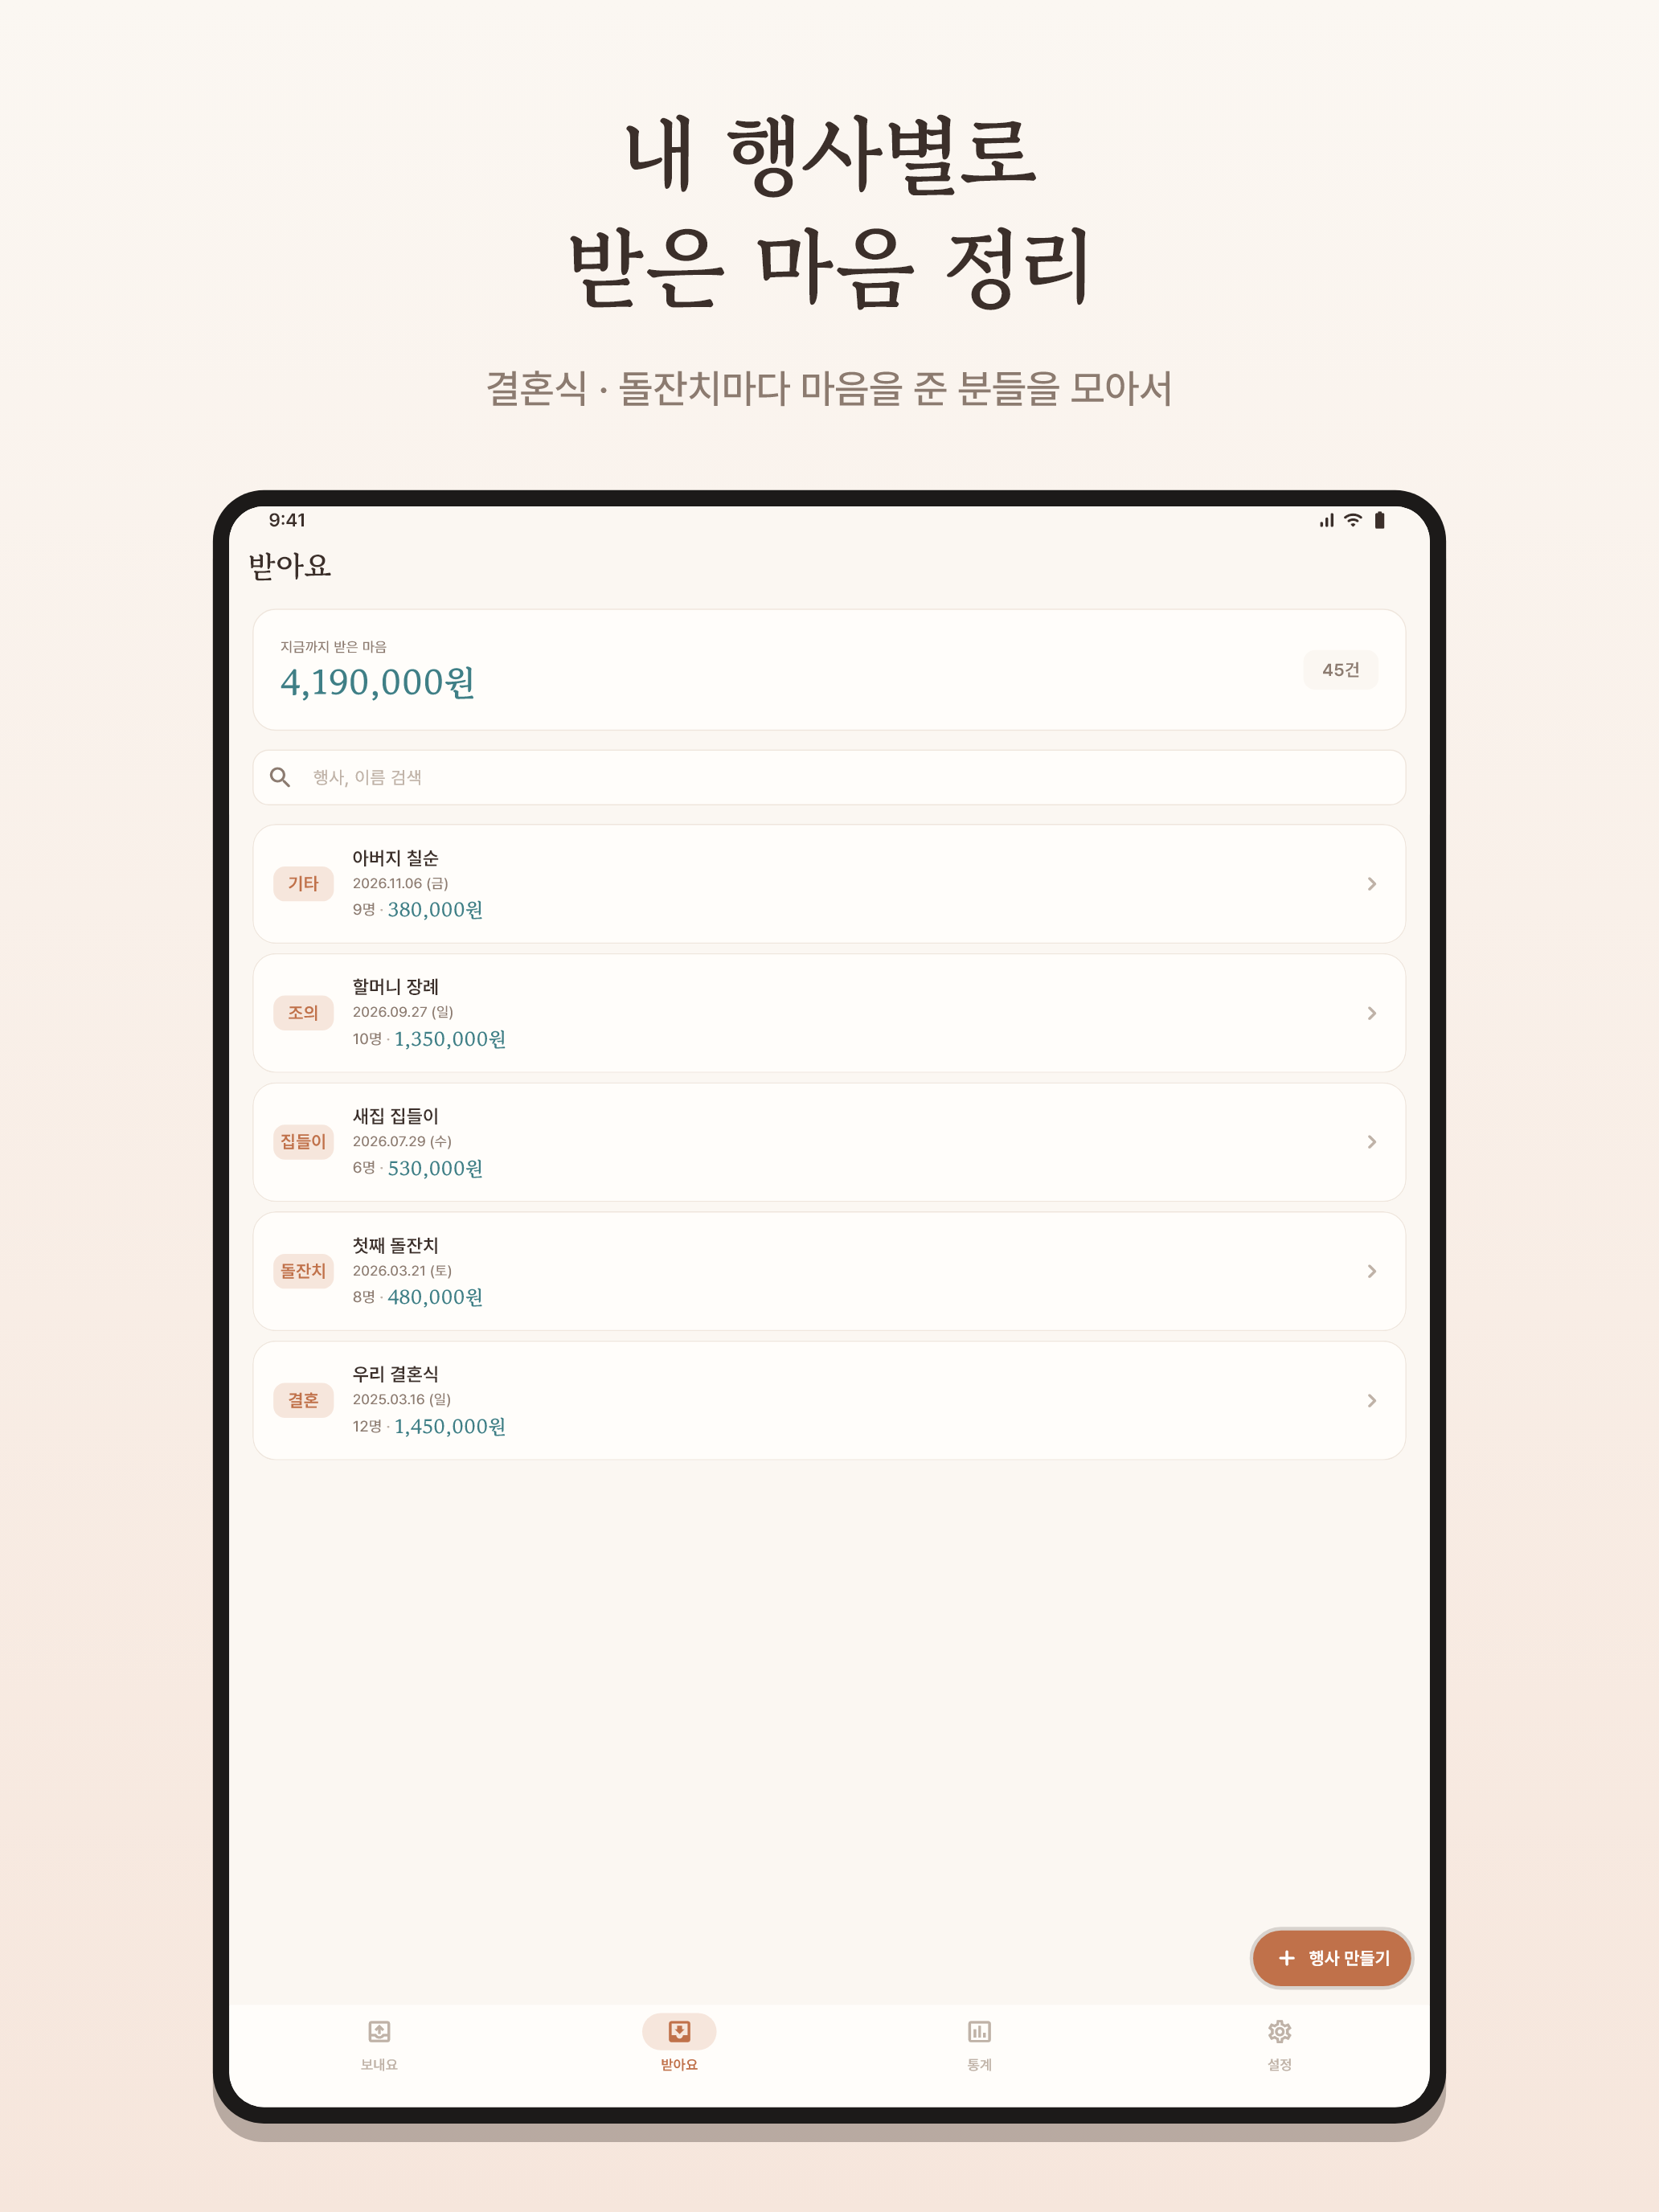 내 행사별로
받은 마음 정리
결혼식 · 돌잔치마다 마음을 준 분들을 모아서
9:41
받아요
지금까지 받은 마음
4,190,000원
45건
행사, 이름 검색
아버지 칠순
기타
2026.11.06 (금)
9명 · 380,000원
할머니 장례
조의
2026.09.27 (일)
10명 · 1,350,000원
새집 집들이
집들이
2026.07.29 (수)
6명 · 530,000원
첫째 돌잔치
돌잔치
2026.03.21 (토)
8명 · 480,000원
우리 결혼식
결혼
2025.03.16 (일)
12명 · 1,450,000원
+ 행사 만들기
보내요
받아요
통계
설정